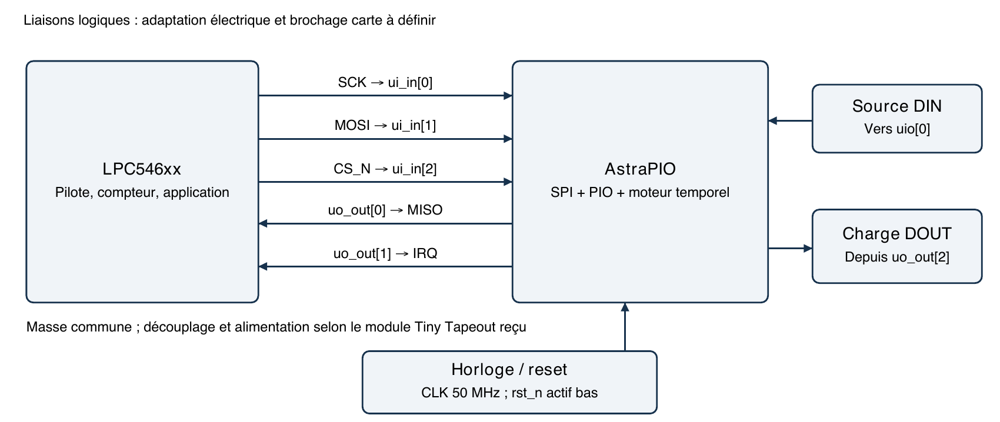 Liaisons logiques : adaptation électrique et brochage carte à définir
LPC546xx
Pilote, compteur, application
SCK → ui_in[0]
MOSI → ui_in[1]
CS_N → ui_in[2]
uo_out[0] → MISO
uo_out[1] → IRQ
AstraPIO
SPI + PIO + moteur temporel
Source DIN
Vers uio[0]
Charge DOUT
Depuis uo_out[2]
Masse commune ; découplage et alimentation selon le module Tiny Tapeout reçu
Horloge / reset
CLK 50 MHz ; rst_n actif bas